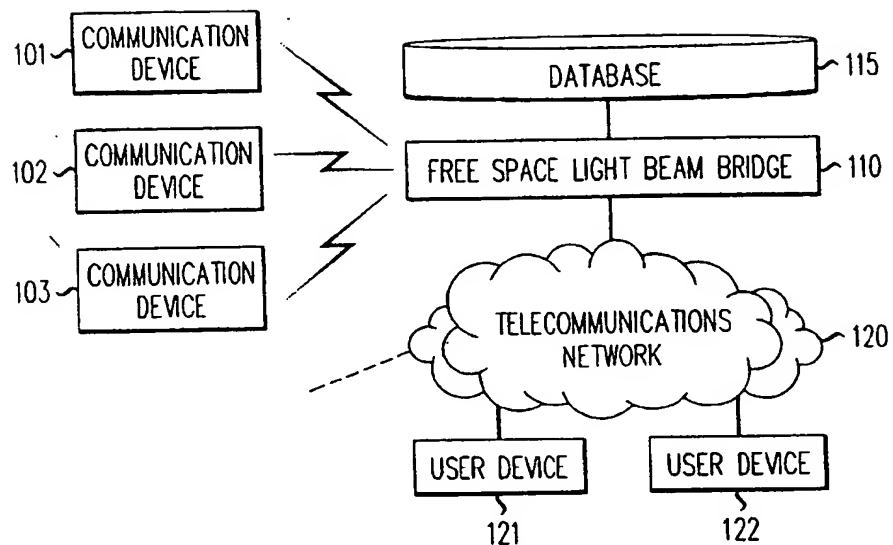 101
COMMUNICATION
DEVICE
102
COMMUNICATION
DEVICE
103
COMMUNICATION
DEVICE
DATABASE
115
FREE SPACE LIGHT BEAM BRIDGE
110
TELECOMMUNICATIONS
NETWORK
120
USER DEVICE
121
USER DEVICE
122